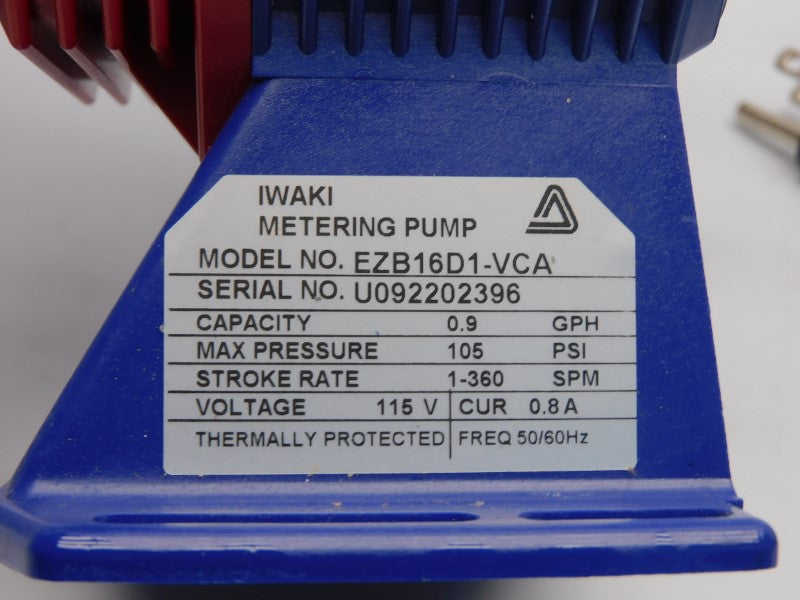 IWAKI
METERING PUMP
MODEL NO. EZB16D1-VCA
SERIAL NO. U092202396
CAPACITY 0.9 GPH
MAX PRESSURE 105 PSI
STROKE RATE 1-360 SPM
VOLTAGE 115 V CUR 0.8 A
THERMALLY PROTECTED FREQ 50/60Hz